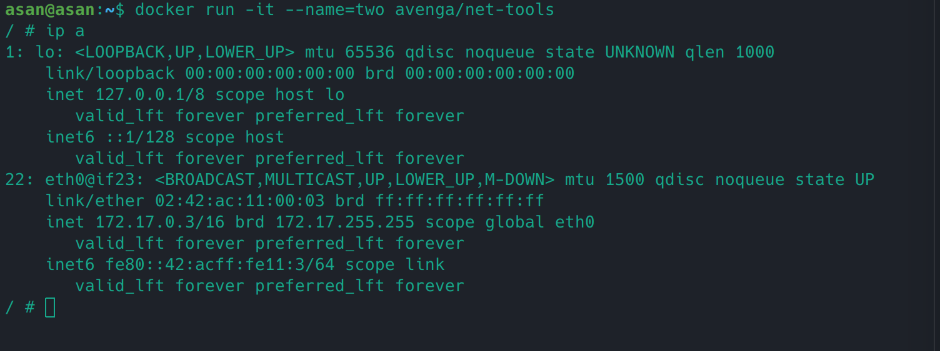 asan@asan:~$ docker run -it --name=two avenga/net-tools
/ # ip a
1: lo: <LOOPBACK,UP,LOWER_UP> mtu 65536 qdisc noqueue state UNKNOWN qlen 1000
    link/loopback 00:00:00:00:00:00 brd 00:00:00:00:00:00
    inet 127.0.0.1/8 scope host lo
       valid_lft forever preferred_lft forever
    inet6 ::1/128 scope host
       valid_lft forever preferred_lft forever
22: eth0@if23: <BROADCAST,MULTICAST,UP,LOWER_UP,M-DOWN> mtu 1500 qdisc noqueue state UP
    link/ether 02:42:ac:11:00:03 brd ff:ff:ff:ff:ff:ff
    inet 172.17.0.3/16 brd 172.17.255.255 scope global eth0
       valid_lft forever preferred_lft forever
    inet6 fe80::42:acff:fe11:3/64 scope link
       valid_lft forever preferred_lft forever
/ #